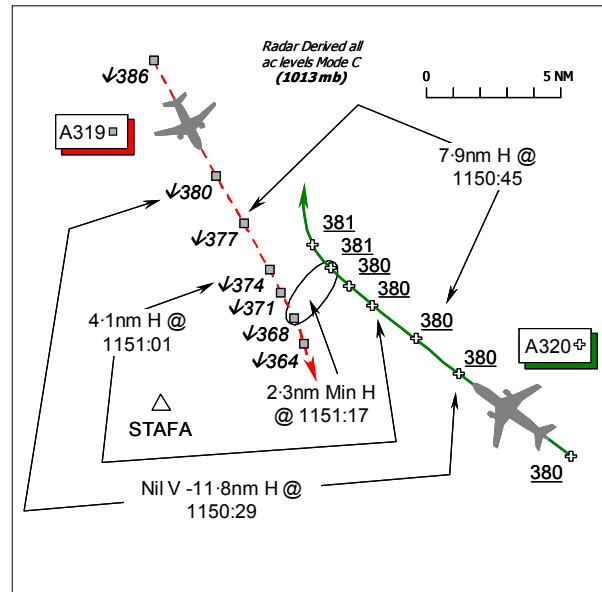 Radar Derived all
ac levels Mode C
(1013mb)
0 5 NM
↓386
A319
7·9nm H @
1150:45
↓380
↓377
381
381
380
380
↓374
↓371
↓368
↓364
380
380
A320
4·1nm H @
1151:01
2·3nm Min H
@ 1151:17
STAFA
Nil V -11·8nm H @
1150:29
380